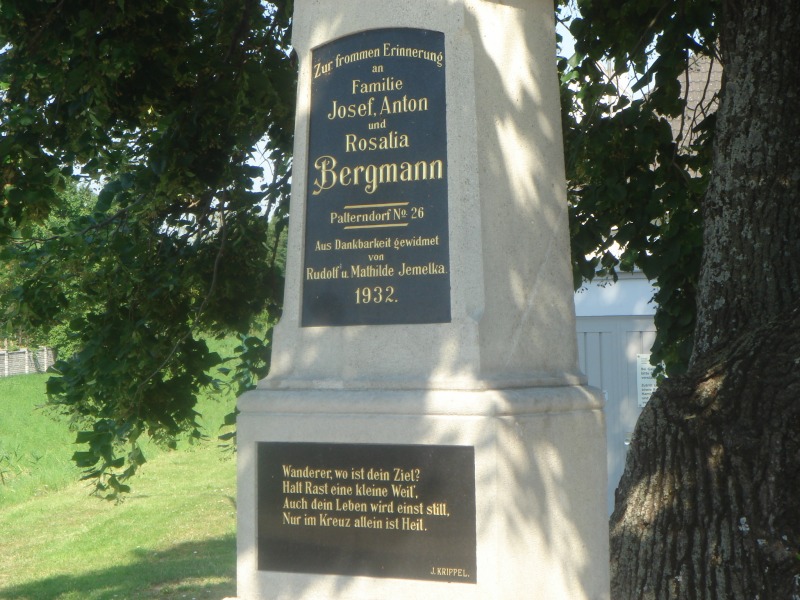 Zur frommen Erinnerung
an
Familie
Josef, Anton
und
Rosalia
Bergmann
Patterndorf No. 26
Aus Dankbarkeit gewidmet
von
Rudolf u. Mathilde Jemelka.
1932.
Wanderer, wo ist dein Ziel?
Halt Rast eine kleine Weil',
Auch dein Leben wird einst still,
Nur im Kreuz allein ist Heil.
J. KRIPPEL.